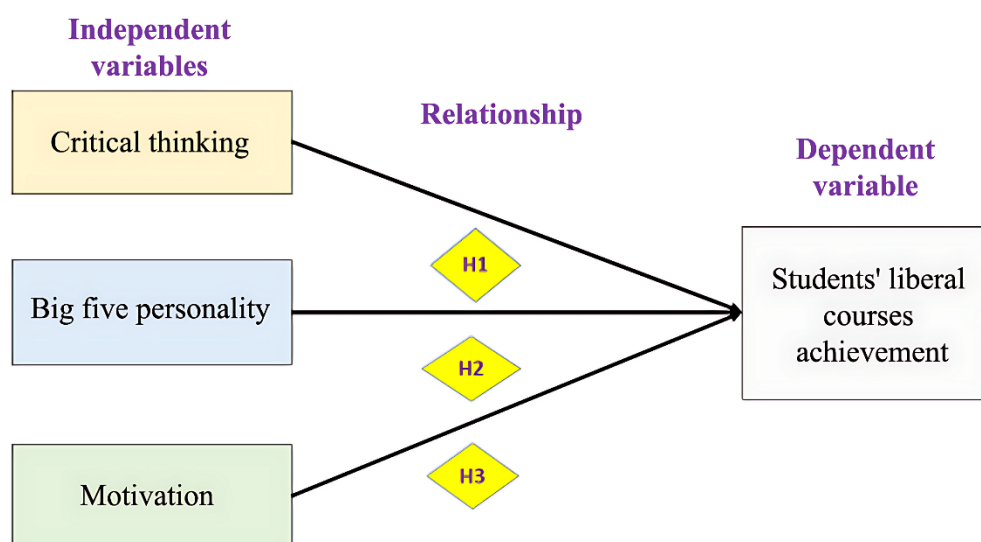 Independent
variables
Critical thinking
Relationship
Dependent
variable
H1
Big five personality
Students' liberal
courses
achievement
H2
Motivation
H3